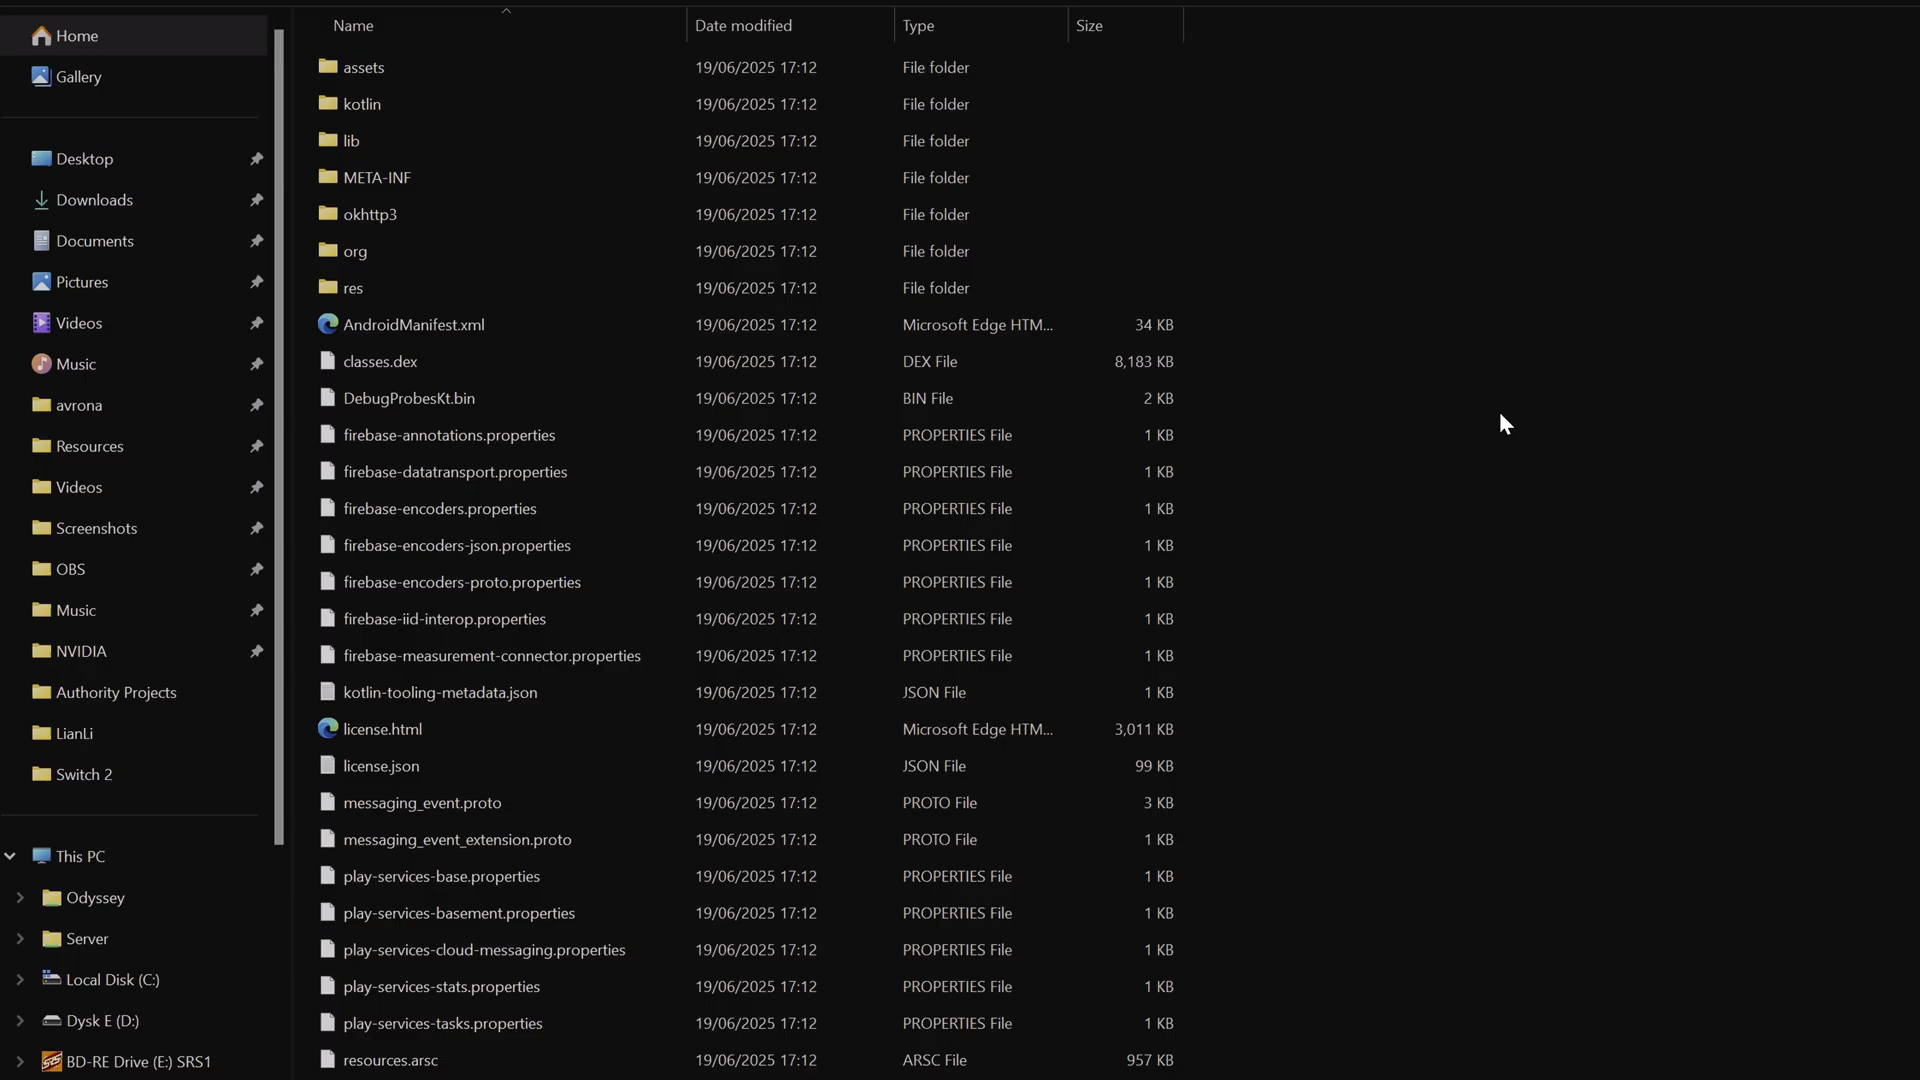 Home
Gallery
Desktop
Downloads
Documents
Pictures
Videos
Music
avrona
Resources
Videos
Screenshots
OBS
Music
NVIDIA
Authority Projects
LianLi
Switch 2
This PC
Odyssey
Server
Local Disk (C:)
Dysk E (D:)
BD-RE Drive (E:) SRS1
Name Date modified Type Size
assets 19/06/2025 17:12 File folder
kotlin 19/06/2025 17:12 File folder
lib 19/06/2025 17:12 File folder
META-INF 19/06/2025 17:12 File folder
okhttp3 19/06/2025 17:12 File folder
org 19/06/2025 17:12 File folder
res 19/06/2025 17:12 File folder
AndroidManifest.xml 19/06/2025 17:12 Microsoft Edge HTM... 34 KB
classes.dex 19/06/2025 17:12 DEX File 8,183 KB
DebugProbesKt.bin 19/06/2025 17:12 BIN File 2 KB
firebase-annotations.properties 19/06/2025 17:12 PROPERTIES File 1 KB
firebase-datatransport.properties 19/06/2025 17:12 PROPERTIES File 1 KB
firebase-encoders.properties 19/06/2025 17:12 PROPERTIES File 1 KB
firebase-encoders-json.properties 19/06/2025 17:12 PROPERTIES File 1 KB
firebase-encoders-proto.properties 19/06/2025 17:12 PROPERTIES File 1 KB
firebase-iid-interop.properties 19/06/2025 17:12 PROPERTIES File 1 KB
firebase-measurement-connector.properties 19/06/2025 17:12 PROPERTIES File 1 KB
kotlin-tooling-metadata.json 19/06/2025 17:12 JSON File 1 KB
license.html 19/06/2025 17:12 Microsoft Edge HTM... 3,011 KB
license.json 19/06/2025 17:12 JSON File 99 KB
messaging_event.proto 19/06/2025 17:12 PROTO File 3 KB
messaging_event_extension.proto 19/06/2025 17:12 PROTO File 1 KB
play-services-base.properties 19/06/2025 17:12 PROPERTIES File 1 KB
play-services-basement.properties 19/06/2025 17:12 PROPERTIES File 1 KB
play-services-cloud-messaging.properties 19/06/2025 17:12 PROPERTIES File 1 KB
play-services-stats.properties 19/06/2025 17:12 PROPERTIES File 1 KB
play-services-tasks.properties 19/06/2025 17:12 PROPERTIES File 1 KB
resources.arsc 19/06/2025 17:12 ARSC File 957 KB